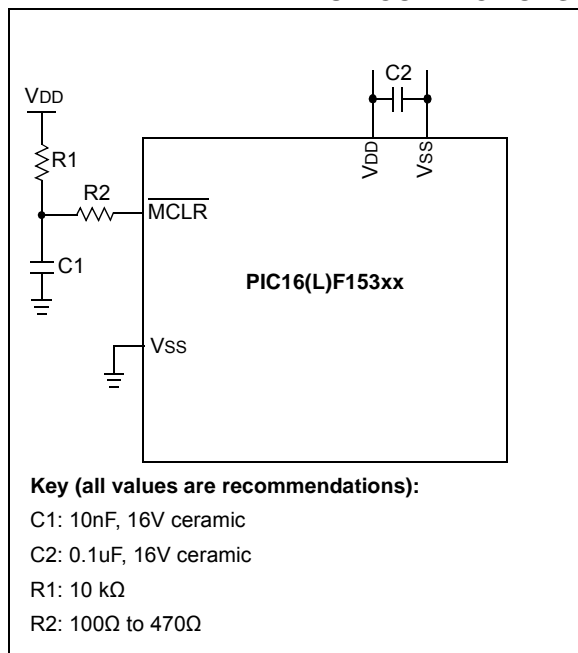 C2
VDD
R1
VDD
VSS
R2
MCLR
C1
PIC16(L)F153xx
Vss
Key (all values are recommendations):
C1: 10nF, 16V ceramic
C2: 0.1uF, 16V ceramic
R1: 10 kΩ
R2: 100Ω to 470Ω